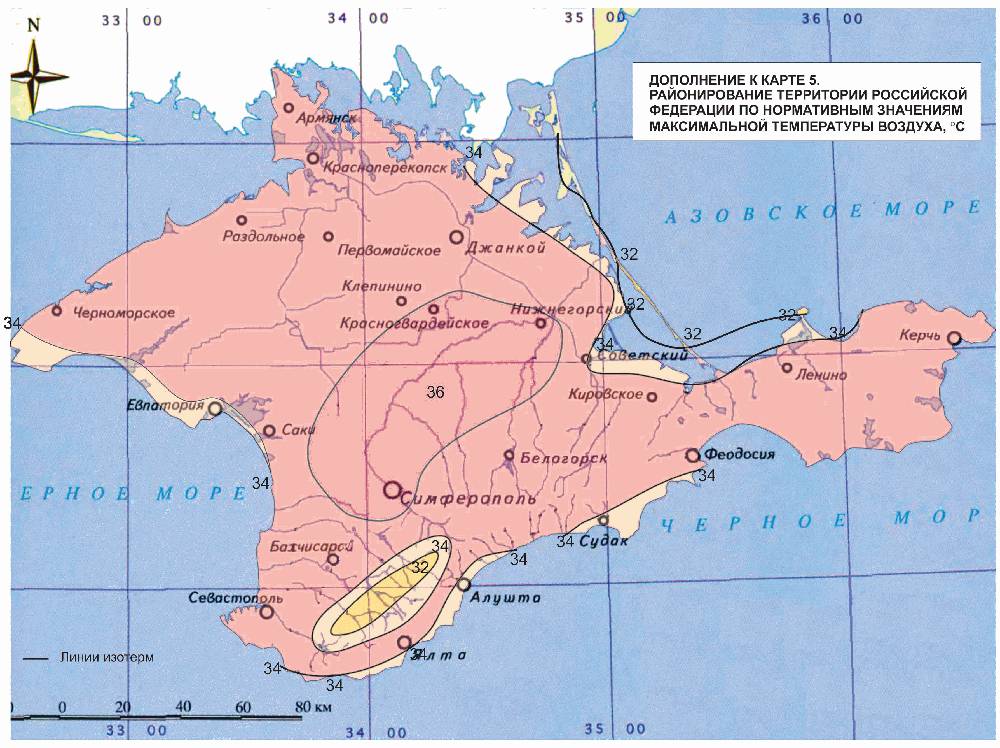 33 00
34 00
35 00
36 00
N
ДОПОЛНЕНИЕ К КАРТЕ 5.
РАЙОНИРОВАНИЕ ТЕРРИТОРИИ РОССИЙСКОЙ
ФЕДЕРАЦИИ ПО НОРМАТИВНЫМ ЗНАЧЕНИЯМ
МАКСИМАЛЬНОЙ ТЕМПЕРАТУРЫ ВОЗДУХА, °С
Армянск
34
Красноперекопск
АЗОВСКОЕ МОРЕ
Раздольное
Первомайское
Джанкой
32
Клепинино
32
Черноморское
Нижнегорский
32
34
Красногвардейское
32
34
Керчь
34
Советский
Ленино
36
Кировское
Евпатория
Саки
Белогорск
Феодосия
34
34
ЕРНОЕ МОРЕ
Симферополь
ЧЕРНОЕ МОР
34
Судак
Бахчисарай
34
34
32
Севастополь
Алушта
Линии изотерм
34
Ялта
34
34
0 20 40 60 80 км
33 00
34 00
35 00